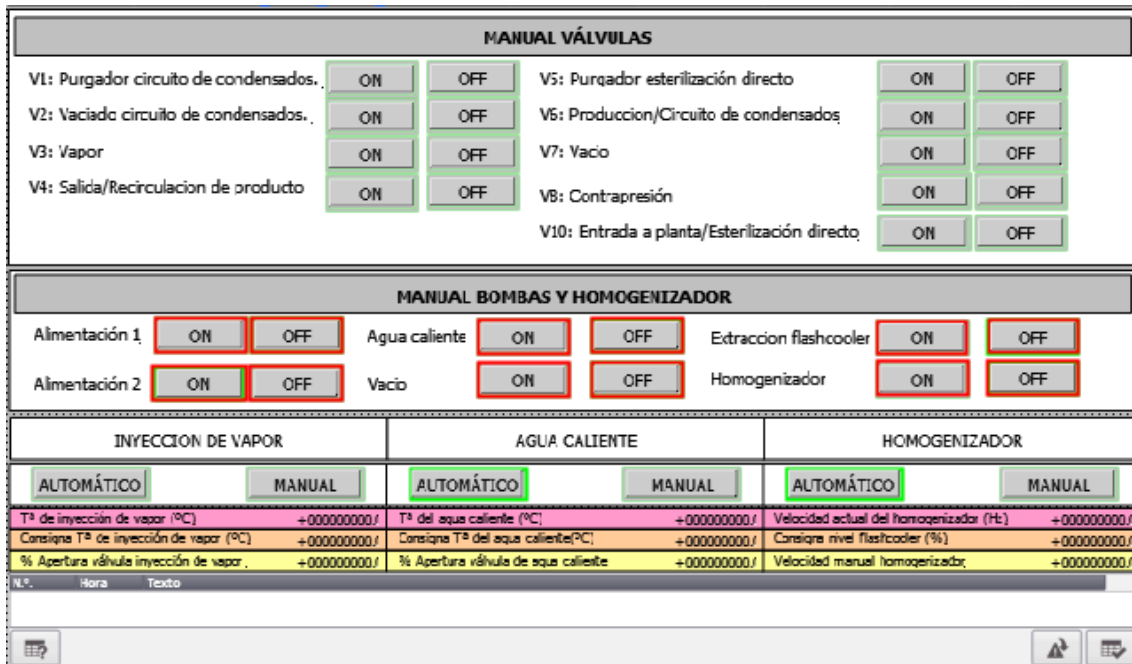 MANUAL VÁLVULAS
V1: Purgador circuito de condensados. ON OFF V5: Purgador esterilización directo ON OFF
V2: Vaciado circuito de condensados. ON OFF V6: Produccion/Circuito de condensados ON OFF
V3: Vapor ON OFF V7: Vacio ON OFF
V4: Salida/Recirculacion de producto ON OFF V8: Contrapresión ON OFF
V10: Entrada a planta/Esterilización directo ON OFF
MANUAL BOMBAS Y HOMOGENIZADOR
Alimentación 1 ON OFF Agua caliente ON OFF Extraccion flashcooler ON OFF
Alimentación 2 ON OFF Vacio ON OFF Homogenizador ON OFF
INYECCION DE VAPOR AGUA CALIENTE HOMOGENIZADOR
AUTOMÁTICO MANUAL AUTOMÁTICO MANUAL AUTOMÁTICO MANUAL
Tª de inyección de vapor (ºC) +000000000/ Tª del agua caliente (ºC) +000000000/ Velocidad actual del homogenizador (Hz) +000000000/
Consigna Tª de inyección de vapor (ºC) +000000000/ Consigna Tª del agua caliente(ºC) +000000000/ Consigna nivel flashcooler (%) +000000000/
% Apertura válvula inyección de vapor +000000000/ % Apertura válvula de agua caliente +000000000/ Velocidad manual homogenizador +000000000/
N.º. Hora Texto